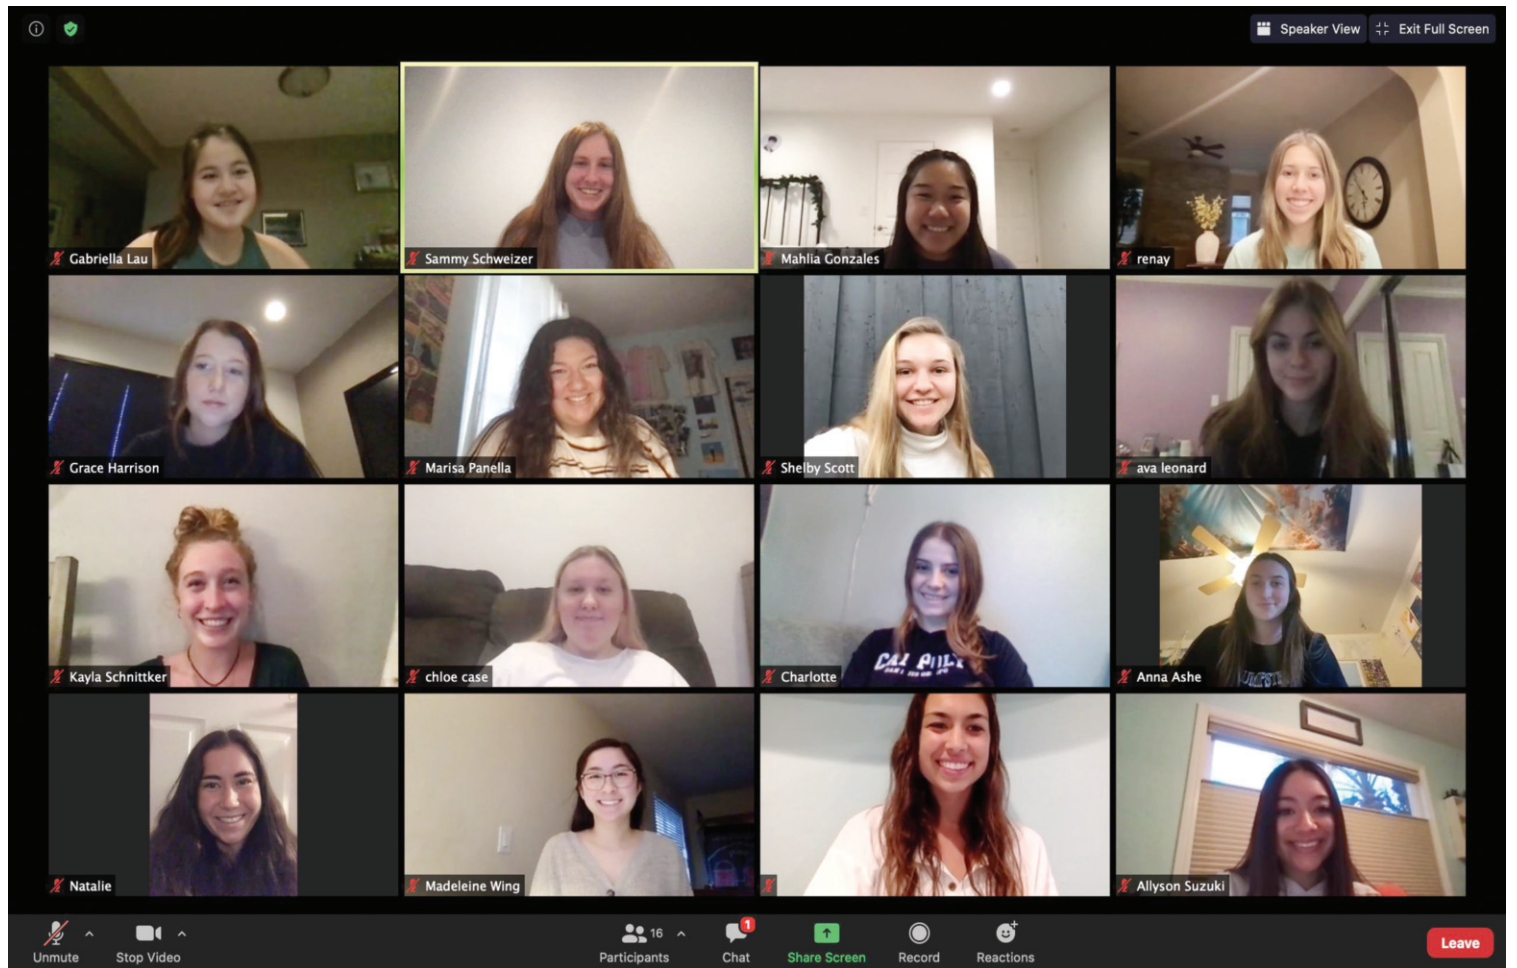 Speaker View
Exit Full Screen
Gabriella Lau
Sammy Schweizer
Mahlia Gonzales
renay
Grace Harrison
Marisa Panella
Shelby Scott
ava leonard
Kayla Schnittker
chloe case
Charlotte
Anna Ashe
CAL POLY
Natalie
Madeleine Wing
Allyson Suzuki
Unmute
Stop Video
16
Participants
1
Chat
Share Screen
Record
Reactions
Leave